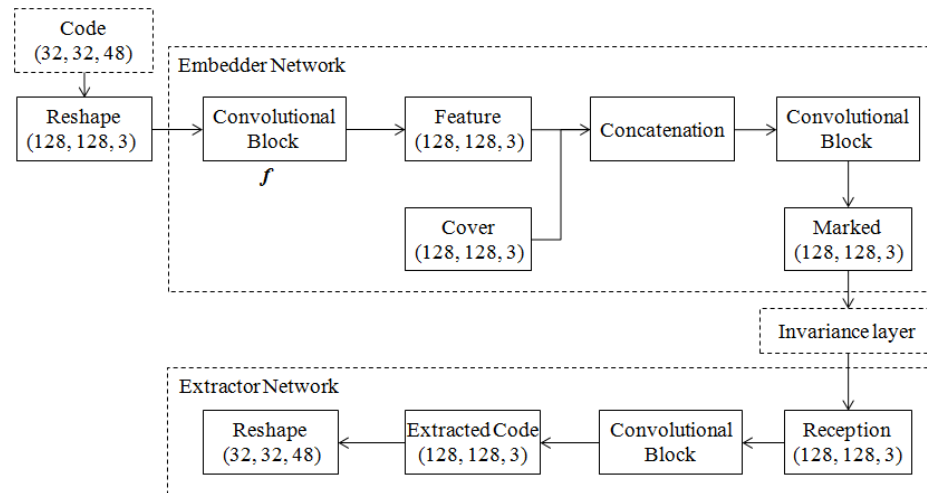 Code
(32, 32, 48)
Embedder Network
Reshape
(128, 128, 3)
Convolutional
Block
f
Feature
(128, 128, 3)
Concatenation
Convolutional
Block
Cover
(128, 128, 3)
Marked
(128, 128, 3)
Invariance layer
Extractor Network
Reshape
(32, 32, 48)
Extracted Code
(128, 128, 3)
Convolutional
Block
Reception
(128, 128, 3)